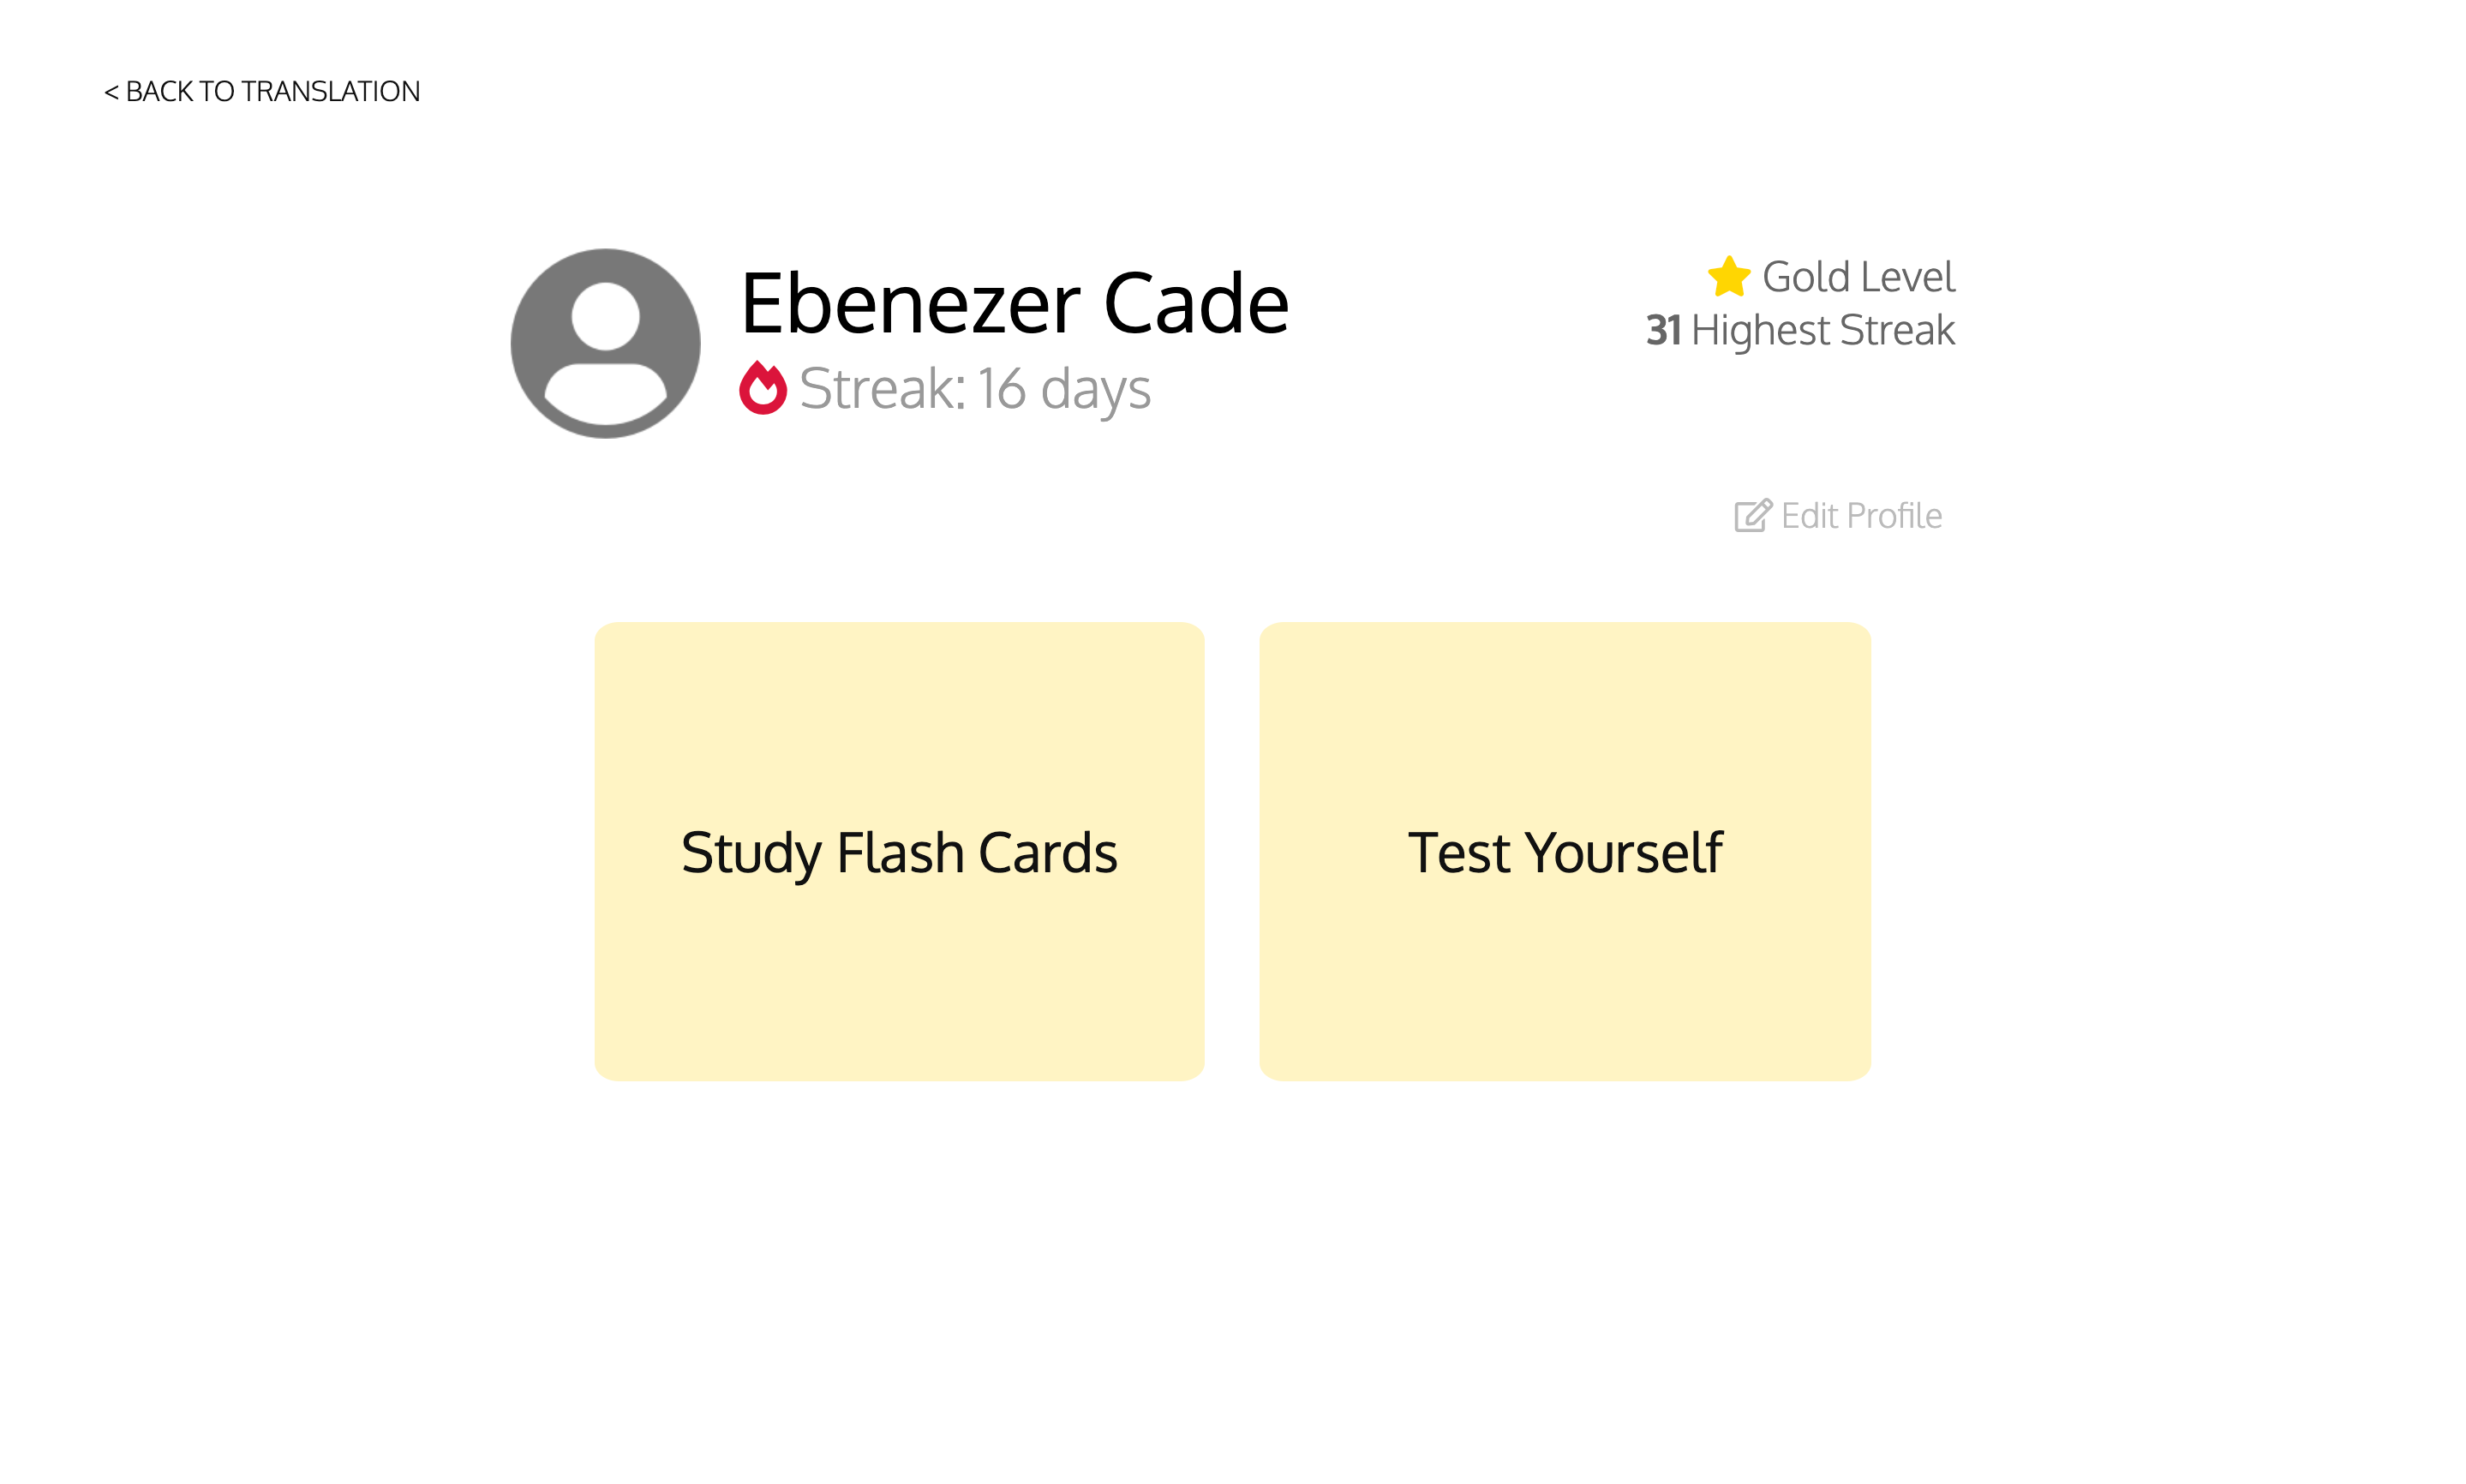 < BACK TO TRANSLATION
Ebenezer Cade
Streak: 16 days
Gold Level
31 Highest Streak
Edit Profile
Study Flash Cards
Test Yourself